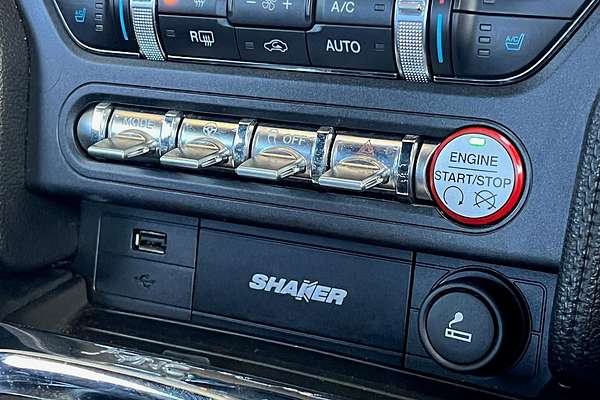 A/C
R
AUTO
A/C
MODE
OFF
ENGINE
START/STOP
SHAKER